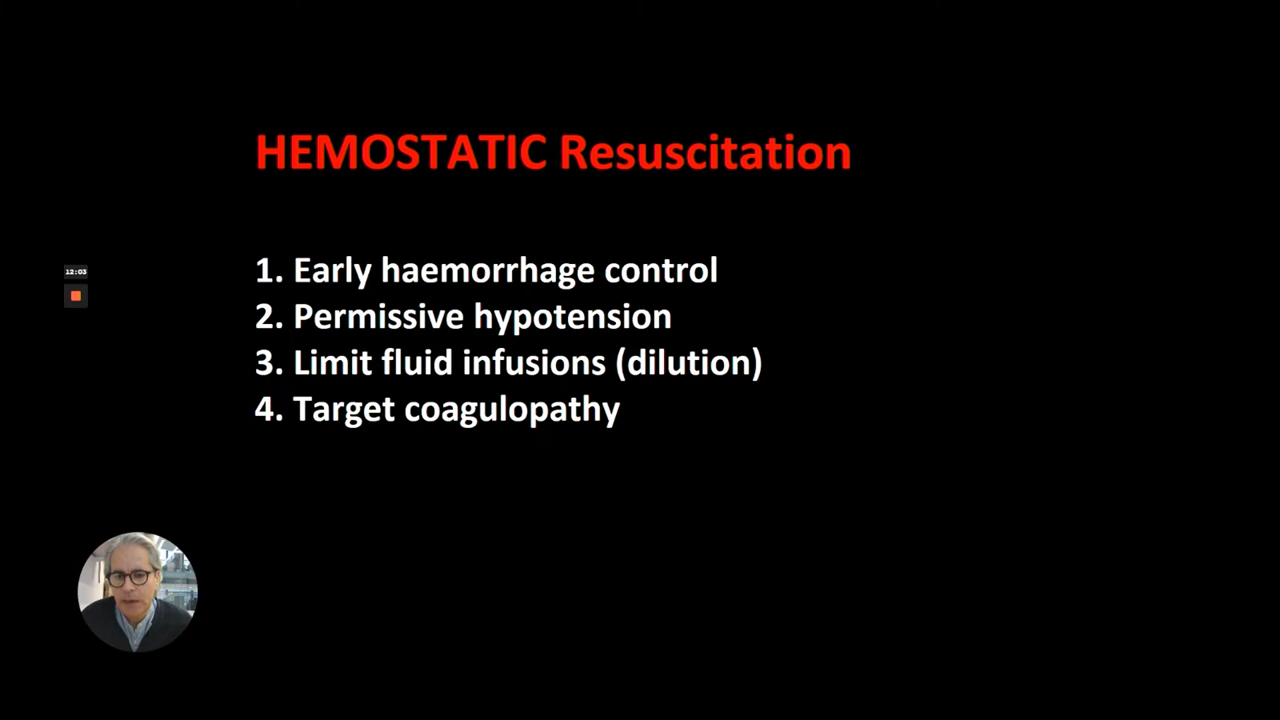 HEMOSTATIC Resuscitation
12:03
1. Early haemorrhage control
2. Permissive hypotension
3. Limit fluid infusions (dilution)
4. Target coagulopathy